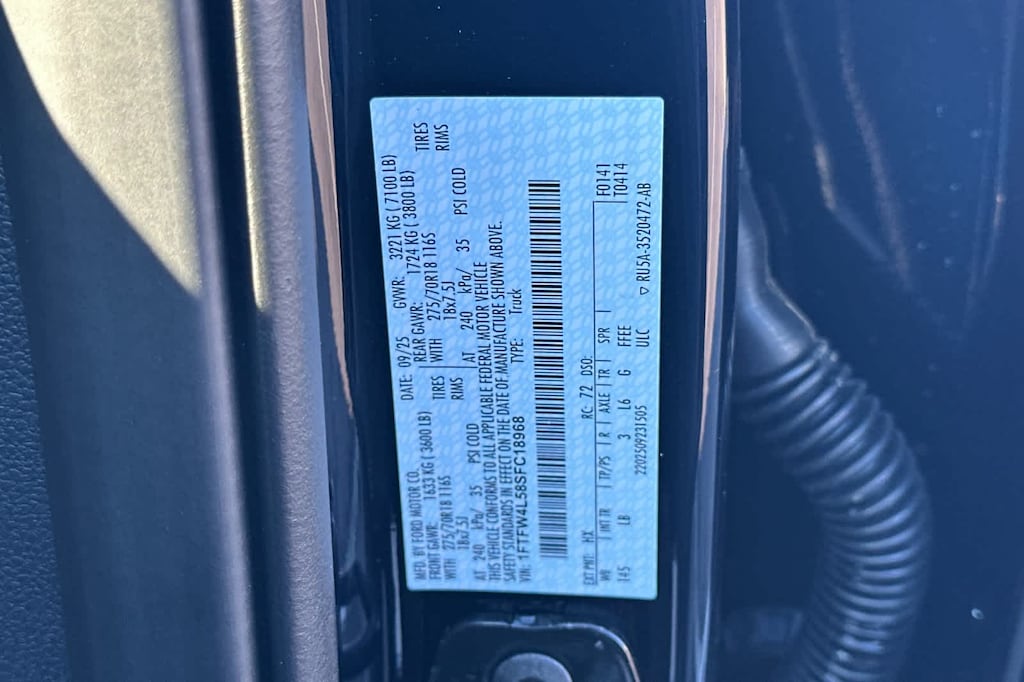 MFD. BY FORD MOTOR CO. DATE: 09/25 GVWR: 3221 KG ( 7100 LB)
FRONT GAWR: 1633 KG ( 3600 LB) REAR GAWR: 1724 KG ( 3800 LB)
WITH 275/70R18 116S TIRES WITH 275/70R18 116S TIRES
18x7.5J RIMS 18x7.5J RIMS
AT 240 kPa/ 35 PSI COLD AT 240 kPa/ 35 PSI COLD
THIS VEHICLE CONFORMS TO ALL APPLICABLE FEDERAL MOTOR VEHICLE
SAFETY STANDARDS IN EFFECT ON THE DATE OF MANUFACTURE SHOWN ABOVE.
VIN: 1FTFW4L58SFC18968 TYPE: Truck
EXT PNT: HX RC: 72 DSO: F0141
WB INT TR TP/PS R AXLE TR SPR T0414
145 LB 3 L6 G FFEE
2202509231505 ULC ▽ RU5A-3520472-AB